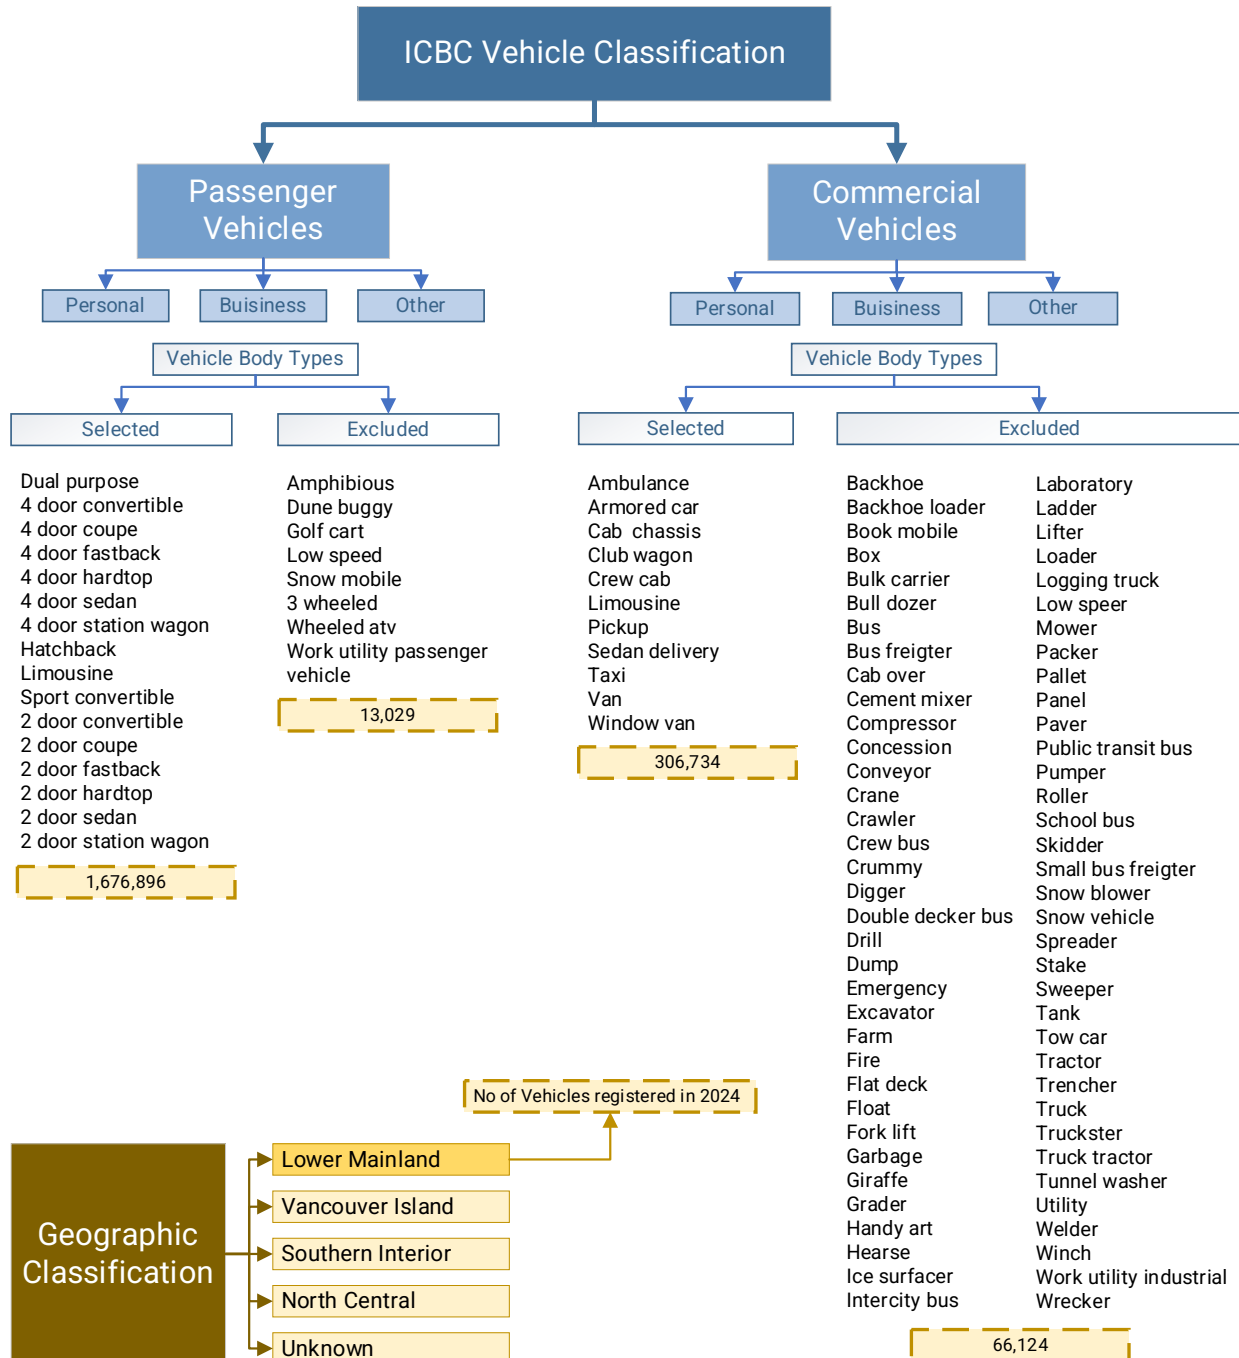 ICBC Vehicle Classification
Passenger
Vehicles
Commercial
Vehicles
Personal
Buisiness
Other
Personal
Buisiness
Other
Vehicle Body Types
Vehicle Body Types
Selected
Excluded
Selected
Excluded
Dual purpose
4 door convertible
4 door coupe
4 door fastback
4 door hardtop
4 door sedan
4 door station wagon
Hatchback
Limousine
Sport convertible
2 door convertible
2 door coupe
2 door fastback
2 door hardtop
2 door sedan
2 door station wagon
1,676,896
Amphibious
Dune buggy
Golf cart
Low speed
Snow mobile
3 wheeled
Wheeled atv
Work utility passenger
vehicle
13,029
Ambulance
Armored car
Cab chassis
Club wagon
Crew cab
Limousine
Pickup
Sedan delivery
Taxi
Van
Window van
306,734
Backhoe
Backhoe loader
Book mobile
Box
Bulk carrier
Bull dozer
Bus
Bus freigter
Cab over
Cement mixer
Compressor
Concession
Conveyor
Crane
Crawler
Crew bus
Crummy
Digger
Double decker bus
Drill
Dump
Emergency
Excavator
Farm
Fire
Flat deck
Float
Fork lift
Garbage
Giraffe
Grader
Handy art
Hearse
Ice surfacer
Intercity bus
Laboratory
Ladder
Lifter
Loader
Logging truck
Low speer
Mower
Packer
Pallet
Panel
Paver
Public transit bus
Pumper
Roller
School bus
Skidder
Small bus freigter
Snow blower
Snow vehicle
Spreader
Stake
Sweeper
Tank
Tow car
Tractor
Trencher
Truck
Truckster
Truck tractor
Tunnel washer
Utility
Welder
Winch
Work utility industrial
Wrecker
66,124
No of Vehicles registered in 2024
Geographic
Classification
Lower Mainland
Vancouver Island
Southern Interior
North Central
Unknown